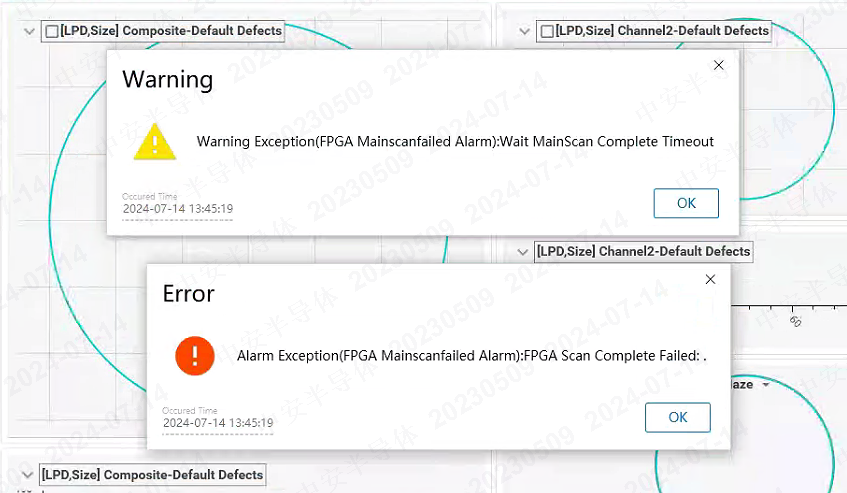 [LPD,Size] Composite-Default Defects
[LPD,Size] Channel2-Default Defects
Warning
Warning Exception(FPGA Mainscanfailed Alarm):Wait MainScan Complete Timeout
Occured Time
2024-07-14 13:45:19
OK
[LPD,Size] Channel2-Default Defects
Error
60
Alarm Exception(FPGA Mainscanfailed Alarm):FPGA Scan Complete Failed: .
Occured Time
2024-07-14 13:45:19
OK
[LPD,Size] Composite-Default Defects
中安半导体 20230509 2024-07-14